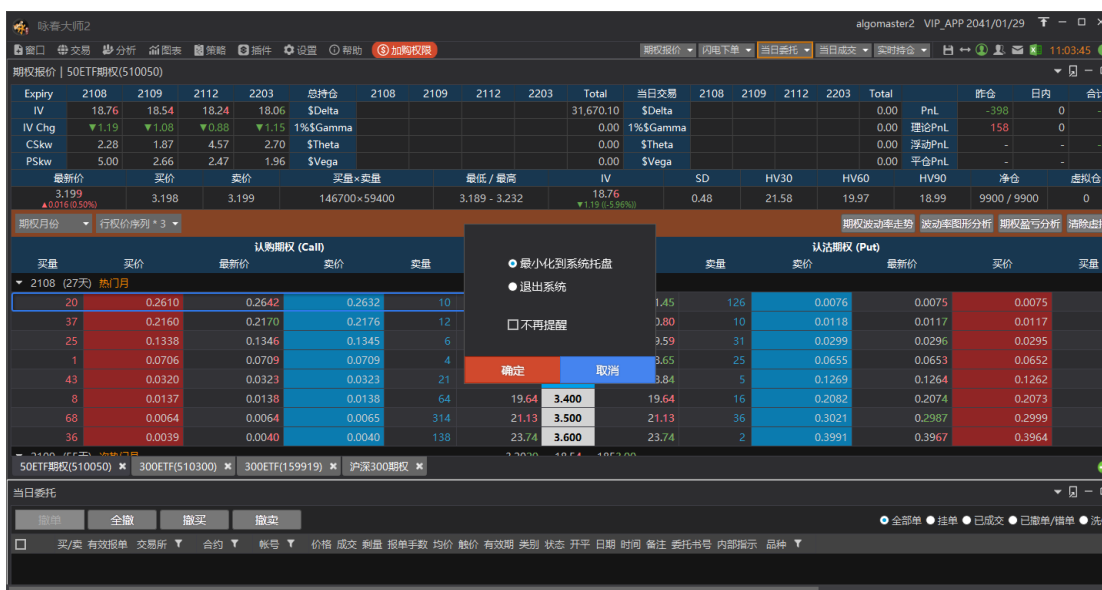 咏春大师2 algomaster2 VIP_APP 2041/01/29
窗口 交易 分析 图表 策略 插件 设置 帮助 加购权限 期权报价 闪电下单 当日委托 当日成交 实时持仓 11:03:45
期权报价 | 50ETF期权(510050)
Expiry 2108 2109 2112 2203 总持仓 2108 2109 2112 2203 Total 当日交易 2108 2109 2112 2203 Total 昨仓 日内 合计
IV 18.76 18.54 18.24 18.06 $Delta 31,670.10 $Delta 0.00 PnL -398 0 -
IV Chg ▼1.19 ▼1.08 ▼0.88 ▼1.15 1%$Gamma 0.00 1%$Gamma 0.00 理论PnL 158 0
CSkw 2.28 1.87 4.57 2.70 $Theta 0.00 $Theta 0.00 浮动PnL - -
PSkw 5.00 2.66 2.47 1.96 $Vega 0.00 $Vega 0.00 平仓PnL - -
最新价 买价 卖价 买量×卖量 最低 / 最高 IV SD HV30 HV60 HV90 净仓 虚拟仓
3.199 3.198 3.199 146700×59400 3.189 - 3.232 18.76 0.48 21.58 19.97 18.99 9900 / 9900 0
▲0.016 (0.50%) ▼1.19 ((-5.96%))
期权月份 行权价序列 * 3 期权波动率走势 波动率图形分析 期权盈亏分析 清除虚拟
认购期权 (Call) 认沽期权 (Put)
买量 买价 最新价 卖价 卖量 卖量 卖价 最新价 买价 买量
2108 (27天) 热门月
20 0.2610 0.2642 0.2632 10 1.45 126 0.0076 0.0075 0.0075
37 0.2160 0.2170 0.2176 12 0.80 10 0.0118 0.0117 0.0117
25 0.1338 0.1346 0.1345 6 9.59 31 0.0299 0.0296 0.0295
1 0.0706 0.0709 0.0709 4 8.65 25 0.0655 0.0653 0.0652
43 0.0320 0.0323 0.0323 21 8.84 5 0.1269 0.1264 0.1262
8 0.0137 0.0138 0.0138 64 19.64 3.400 19.64 16 0.2082 0.2074 0.2073
68 0.0064 0.0064 0.0065 314 21.13 3.500 21.13 36 0.3021 0.2987 0.2999
36 0.0039 0.0040 0.0040 138 23.74 3.600 23.74 2 0.3991 0.3967 0.3964
最小化到系统托盘
退出系统
不再提醒
确定 取消
50ETF期权(510050) 300ETF(510300) 300ETF(159919) 沪深300期权
当日委托
撤单 全撤 撤买 撤卖 全部单 挂单 已成交 已撤单/错单 洗
买/卖 有效报单 交易所 合约 帐号 价格 成交 剩量 报单手数 均价 触价 有效期 类别 状态 开平 日期 时间 备注 委托书号 内部指示 品种